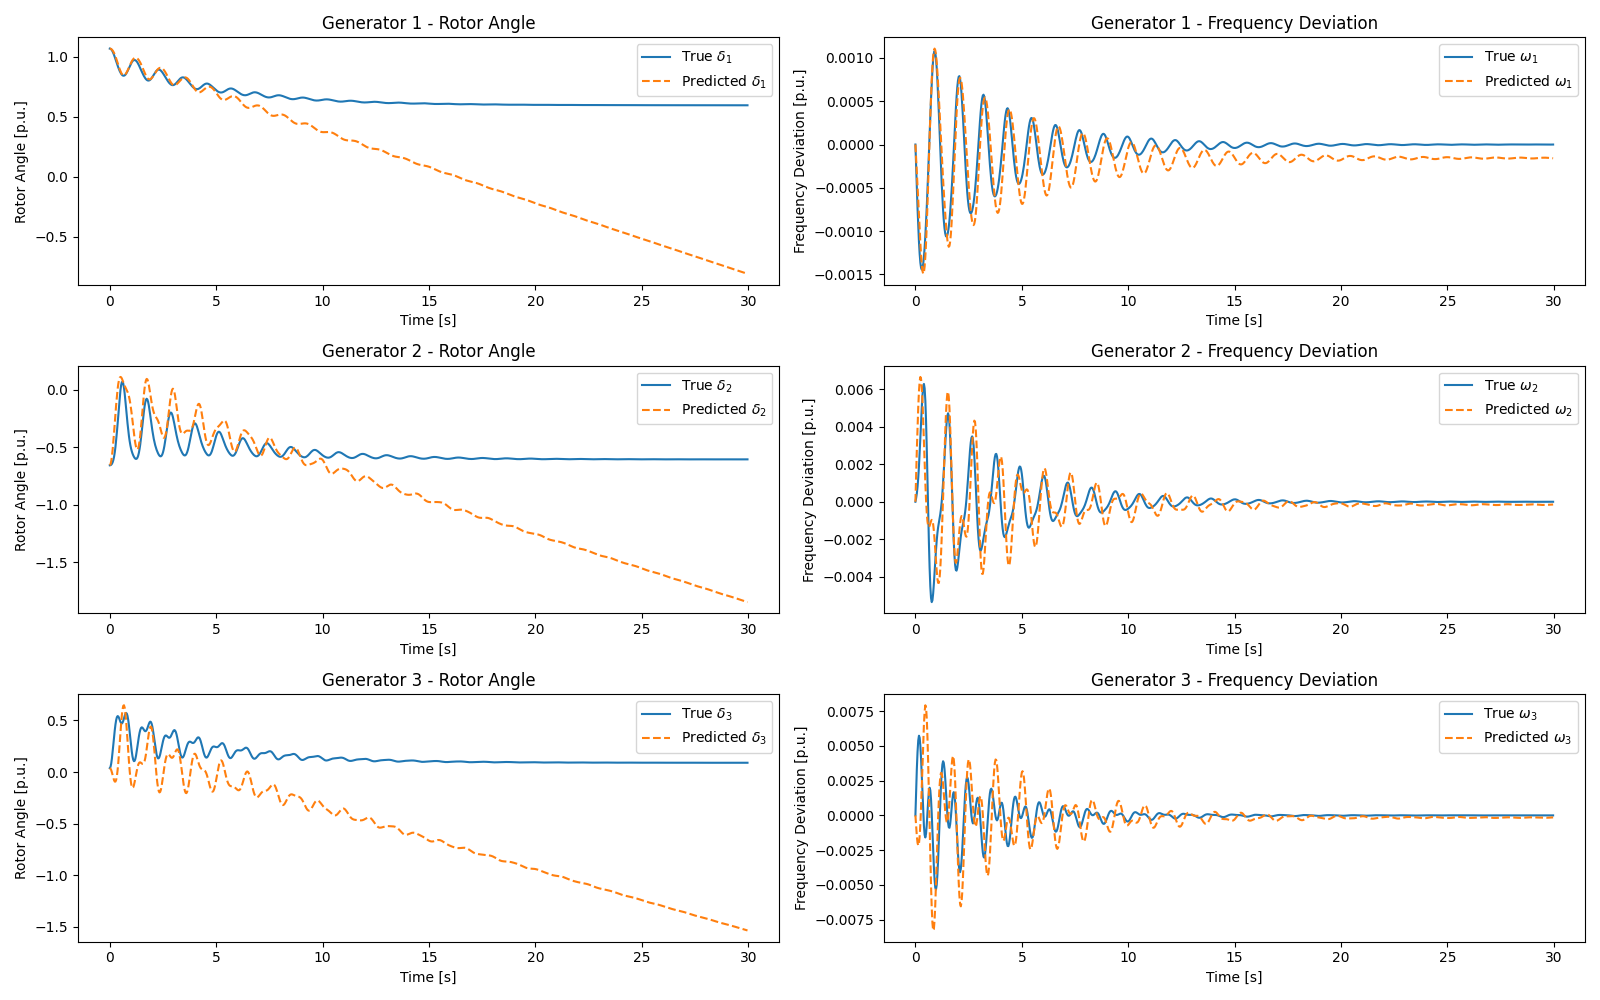 Generator 1 - Rotor Angle
Rotor Angle [p.u.]
1.0
0.5
0.0
−0.5
True δ1
Predicted δ1
0 5 10 15 20 25 30
Time [s]
Generator 1 - Frequency Deviation
Frequency Deviation [p.u.]
0.0010
0.0005
0.0000
−0.0005
−0.0010
−0.0015
True ω1
Predicted ω1
0 5 10 15 20 25 30
Time [s]
Generator 2 - Rotor Angle
Rotor Angle [p.u.]
0.0
−0.5
−1.0
−1.5
True δ2
Predicted δ2
0 5 10 15 20 25 30
Time [s]
Generator 2 - Frequency Deviation
Frequency Deviation [p.u.]
0.006
0.004
0.002
0.000
−0.002
−0.004
True ω2
Predicted ω2
0 5 10 15 20 25 30
Time [s]
Generator 3 - Rotor Angle
Rotor Angle [p.u.]
0.5
0.0
−0.5
−1.0
−1.5
True δ3
Predicted δ3
0 5 10 15 20 25 30
Time [s]
Generator 3 - Frequency Deviation
Frequency Deviation [p.u.]
0.0075
0.0050
0.0025
0.0000
−0.0025
−0.0050
−0.0075
True ω3
Predicted ω3
0 5 10 15 20 25 30
Time [s]